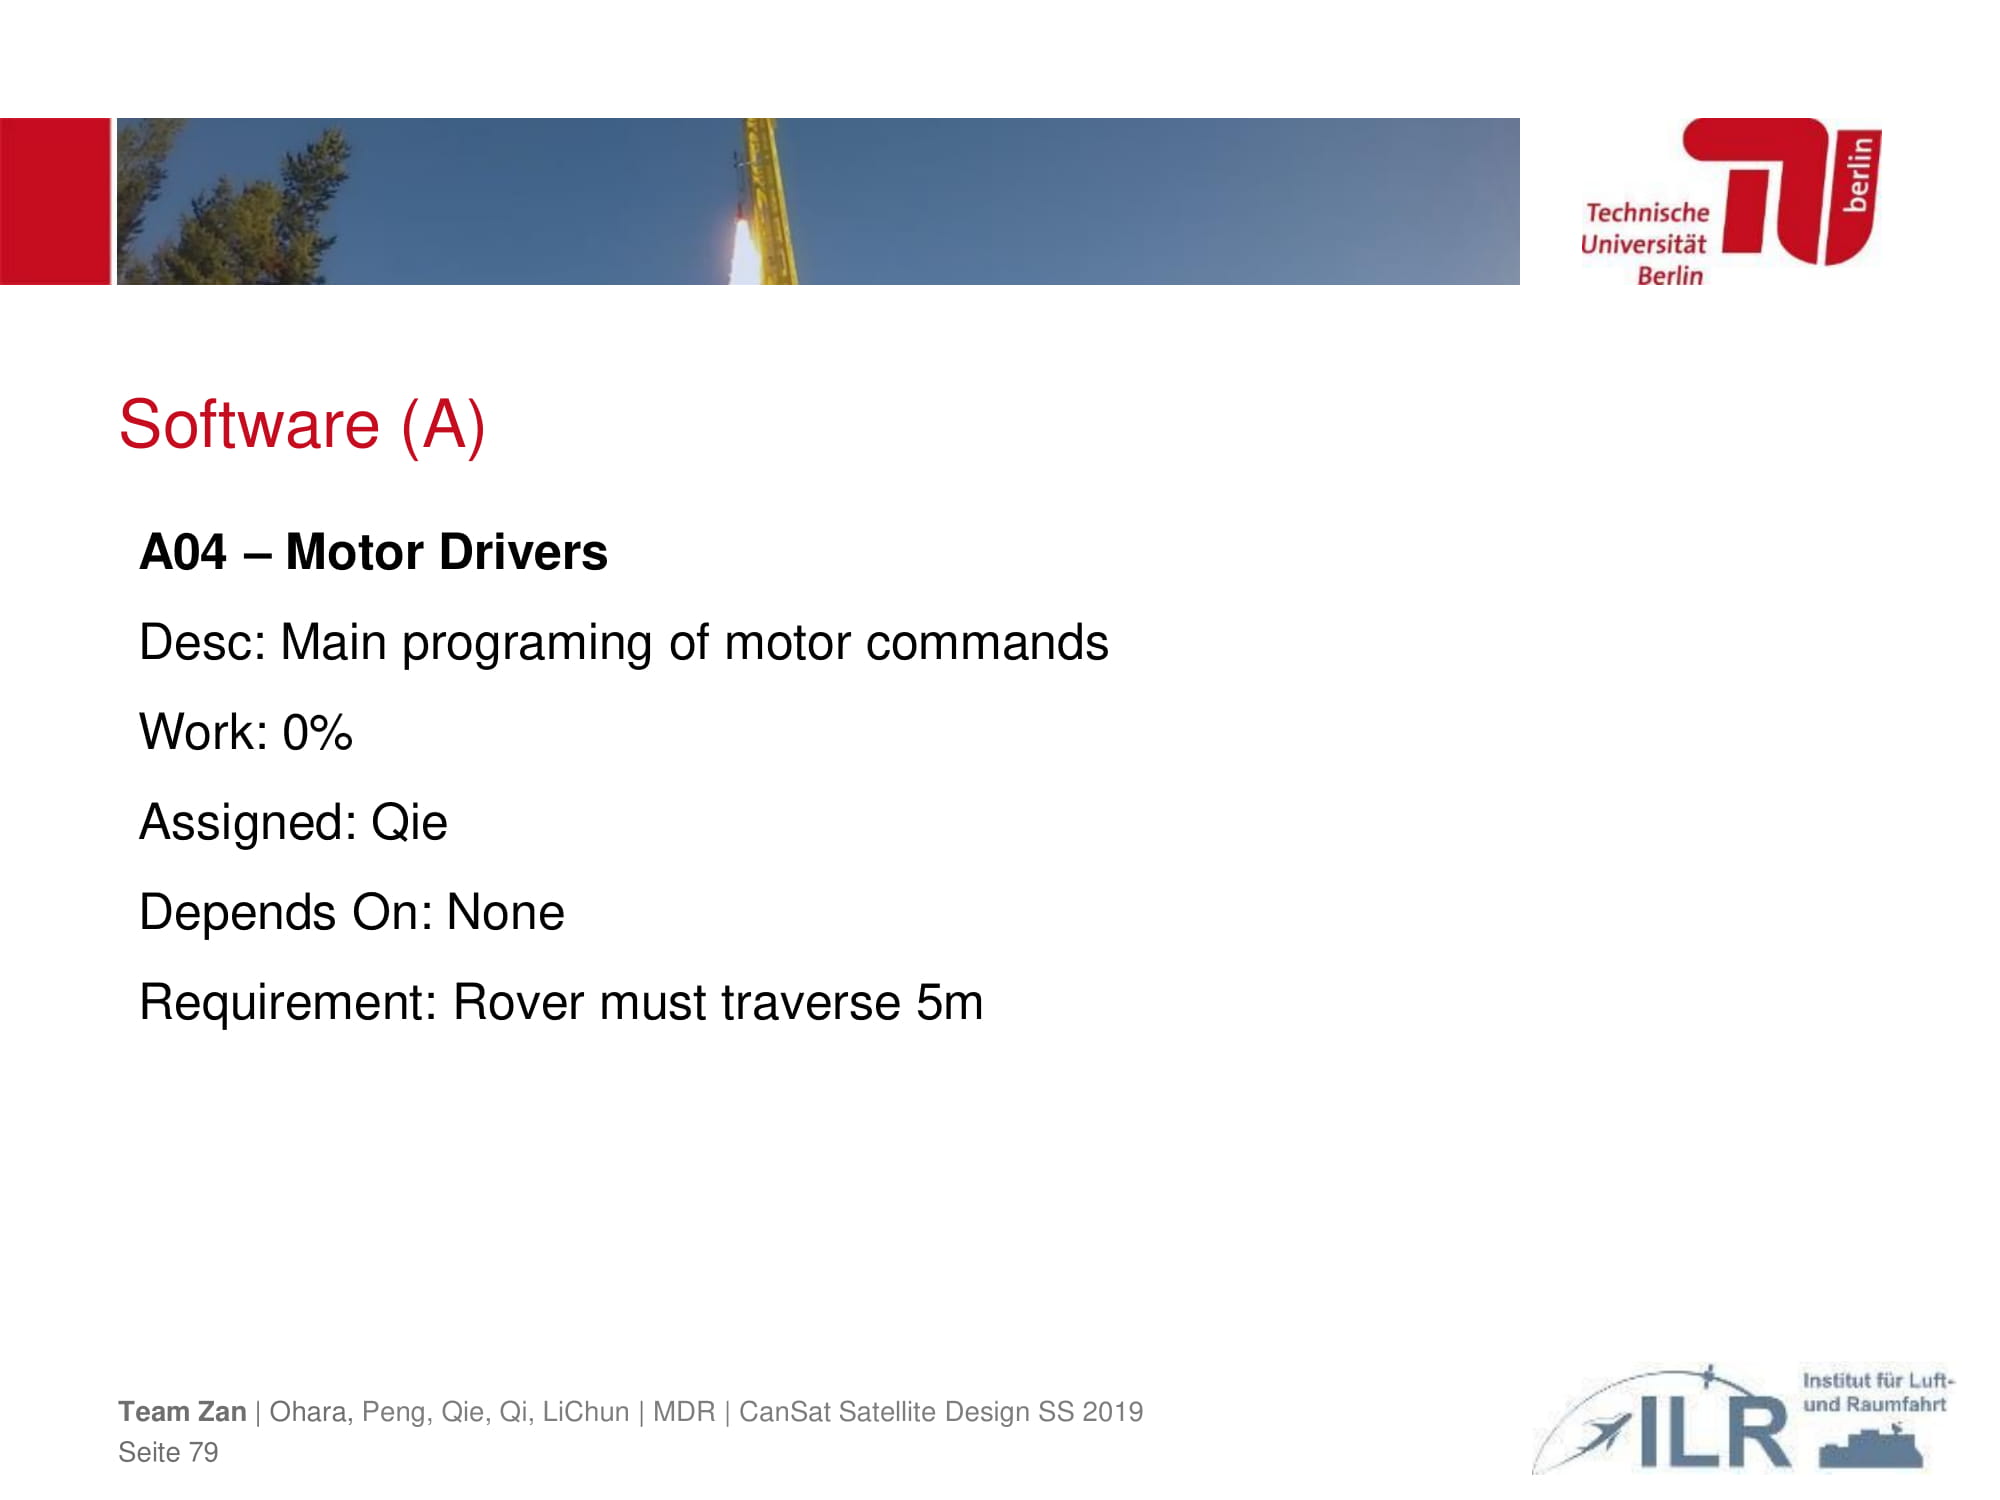 berlin
Technische
Universität
Berlin
Software (A)
A04 – Motor Drivers
Desc: Main programing of motor commands
Work: 0%
Assigned: Qie
Depends On: None
Requirement: Rover must traverse 5m
Team Zan | Ohara, Peng, Qie, Qi, LiChun | MDR | CanSat Satellite Design SS 2019
Seite 79
ILR
Institut für Luft-
und Raumfahrt